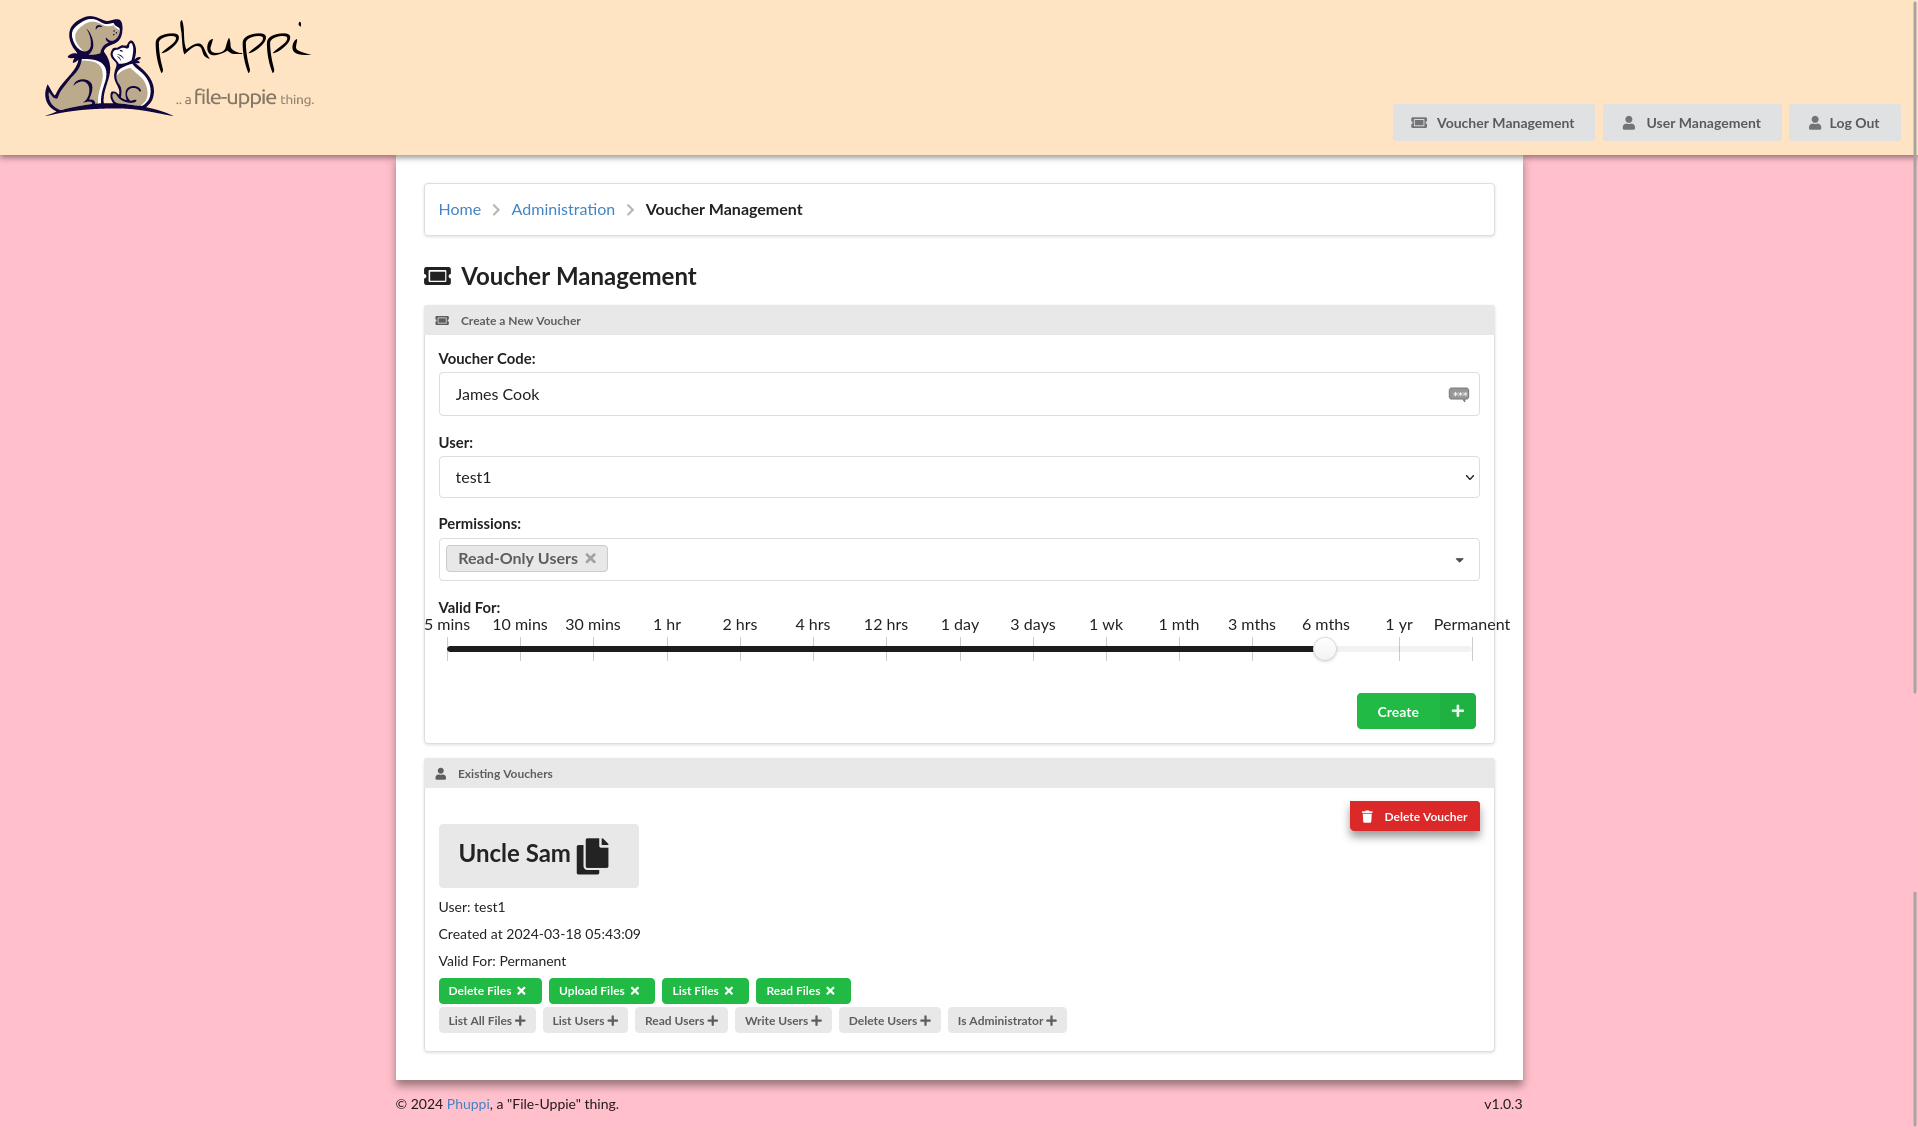 phuppi
.. a file-uppie thing.
Voucher Management User Management Log Out
Home Administration Voucher Management
Voucher Management
Create a New Voucher
Voucher Code:
James Cook
User:
test1
Permissions:
Read-Only Users
Valid For:
5 mins 10 mins 30 mins 1 hr 2 hrs 4 hrs 12 hrs 1 day 3 days 1 wk 1 mth 3 mths 6 mths 1 yr Permanent
Create
Existing Vouchers
Delete Voucher
Uncle Sam
User: test1
Created at 2024-03-18 05:43:09
Valid For: Permanent
Delete Files Upload Files List Files Read Files
List All Files List Users Read Users Write Users Delete Users Is Administrator
© 2024 Phuppi, a "File-Uppie" thing. v1.0.3